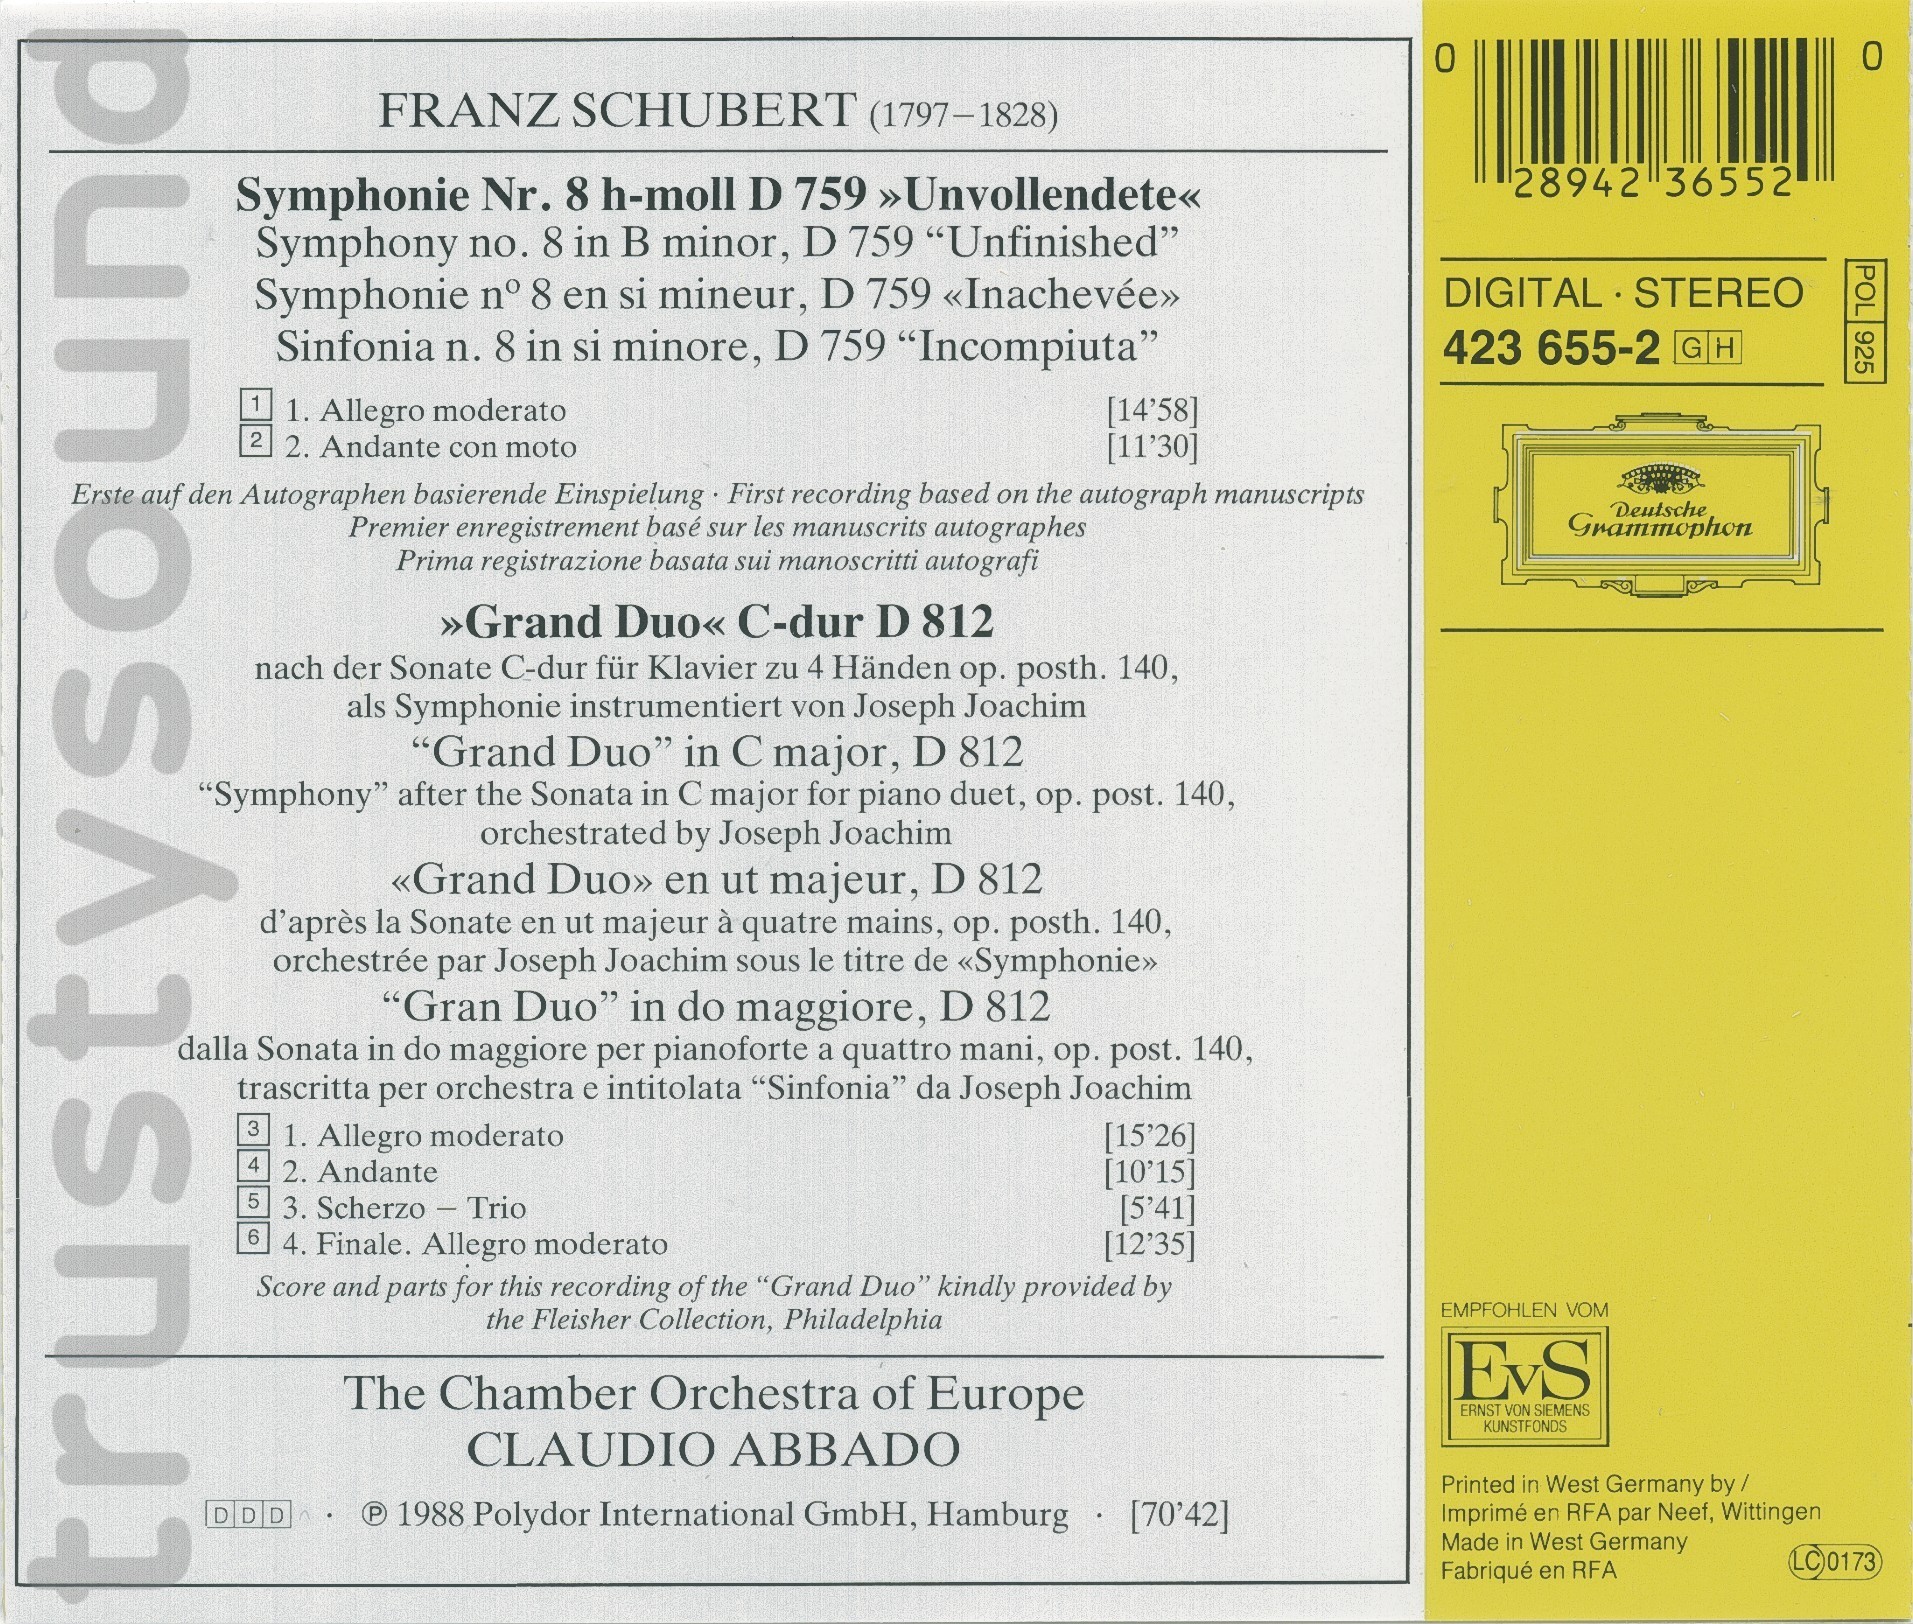 trustysound
FRANZ SCHUBERT (1797–1828)
Symphonie Nr. 8 h-moll D 759 »Unvollendete«
Symphony no. 8 in B minor, D 759 “Unfinished”
Symphonie nº 8 en si mineur, D 759 «Inachevée»
Sinfonia n. 8 in si minore, D 759 “Incompiuta”
1 1. Allegro moderato [14’58]
2 2. Andante con moto [11’30]
Erste auf den Autographen basierende Einspielung · First recording based on the autograph manuscripts
Premier enregistrement basé sur les manuscrits autographes
Prima registrazione basata sui manoscritti autografi
»Grand Duo« C-dur D 812
nach der Sonate C-dur für Klavier zu 4 Händen op. posth. 140,
als Symphonie instrumentiert von Joseph Joachim
“Grand Duo” in C major, D 812
“Symphony” after the Sonata in C major for piano duet, op. post. 140,
orchestrated by Joseph Joachim
«Grand Duo» en ut majeur, D 812
d’après la Sonate en ut majeur à quatre mains, op. posth. 140,
orchestrée par Joseph Joachim sous le titre de «Symphonie»
“Gran Duo” in do maggiore, D 812
dalla Sonata in do maggiore per pianoforte a quattro mani, op. post. 140,
trascritta per orchestra e intitolata “Sinfonia” da Joseph Joachim
3 1. Allegro moderato [15’26]
4 2. Andante [10’15]
5 3. Scherzo – Trio [5’41]
6 4. Finale. Allegro moderato [12’35]
Score and parts for this recording of the “Grand Duo” kindly provided by
the Fleisher Collection, Philadelphia
The Chamber Orchestra of Europe
CLAUDIO ABBADO
DDD · ℗ 1988 Polydor International GmbH, Hamburg · [70’42]
0 28942 36552 0
DIGITAL · STEREO
423 655-2 GH
POL 925
Deutsche
Grammophon
EMPFOHLEN VOM
EvS
ERNST VON SIEMENS
KUNSTFONDS
Printed in West Germany by /
Imprimé en RFA par Neef, Wittingen
Made in West Germany
Fabriqué en RFA
LC 0173